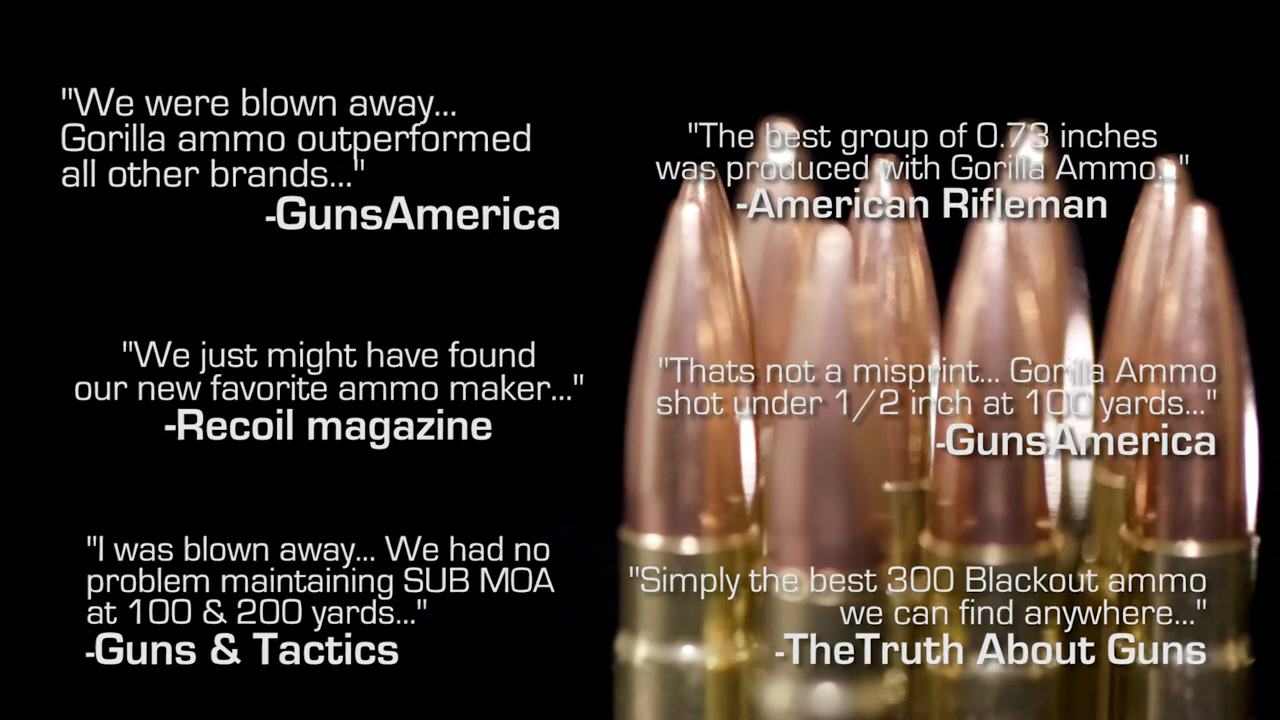 "We were blown away...
Gorilla ammo outperformed
all other brands..."
-GunsAmerica
"We just might have found
our new favorite ammo maker..."
-Recoil magazine
"I was blown away... We had no
problem maintaining SUB MOA
at 100 & 200 yards..."
-Guns & Tactics
"The best group of 0.73 inches
was produced with Gorilla Ammo..."
-American Rifleman
"Thats not a misprint... Gorilla Ammo
shot under 1/2 inch at 100 yards..."
-GunsAmerica
"Simply the best 300 Blackout ammo
we can find anywhere..."
-TheTruth About Guns